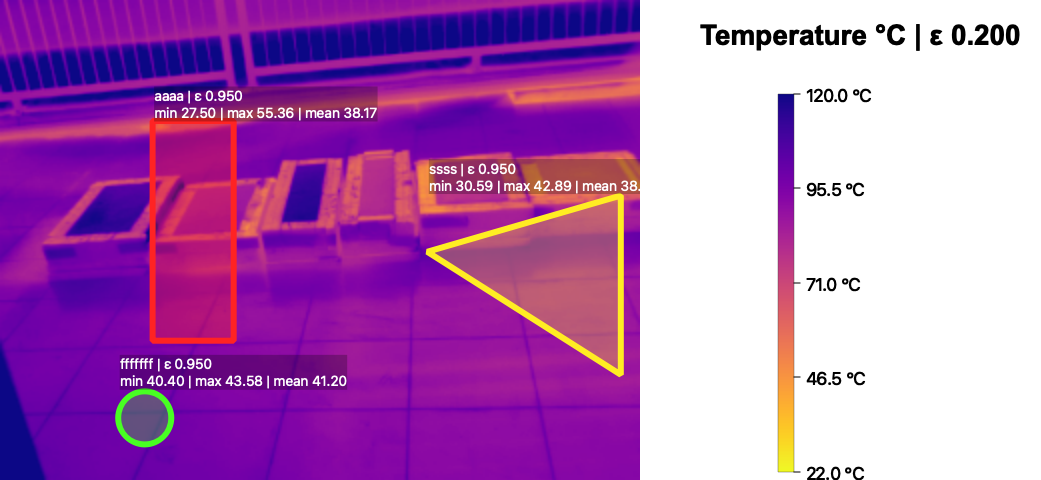 Temperature °C | ε 0.200
aaaa | ε 0.950
min 27.50 | max 55.36 | mean 38.17
ssss | ε 0.950
min 30.59 | max 42.89 | mean 38.
fffffff | ε 0.950
min 40.40 | max 43.58 | mean 41.20
120.0 °C
95.5 °C
71.0 °C
46.5 °C
22.0 °C